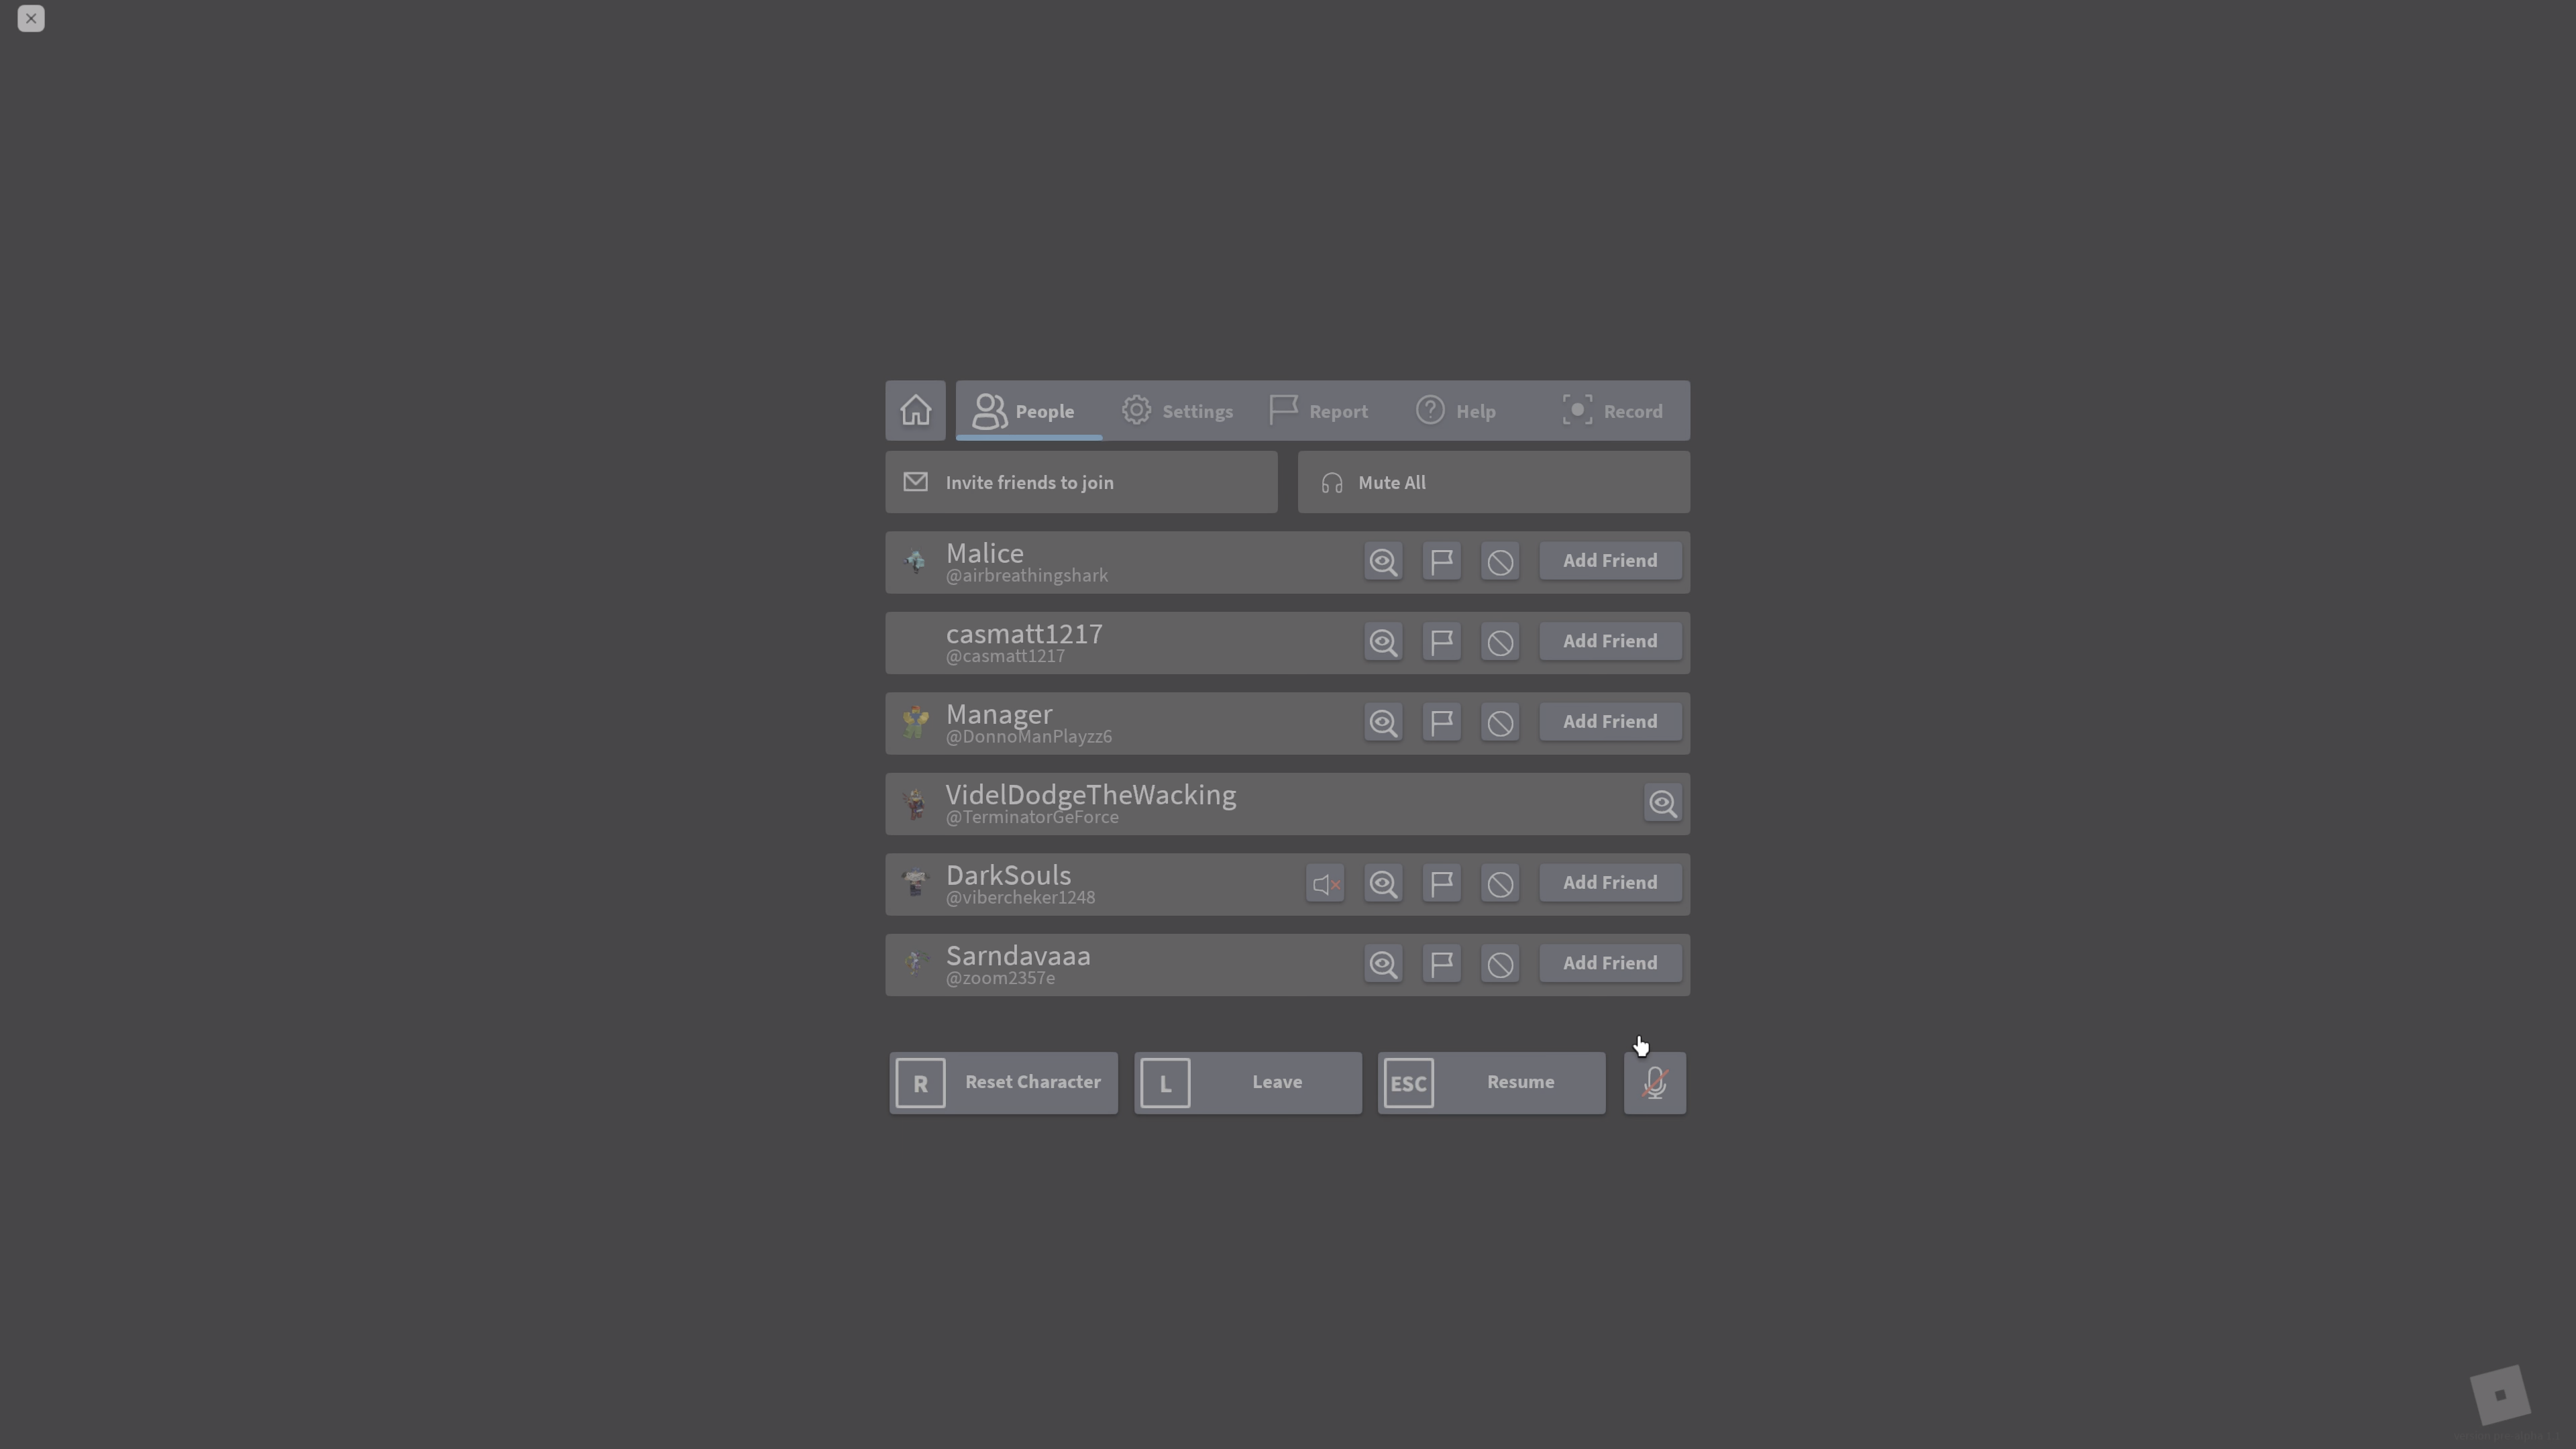 People
Settings
Report
Help
Record
Invite friends to join
Mute All
Malice
@airbreathingshark
Add Friend
casmatt1217
@casmatt1217
Add Friend
Manager
@DonnoManPlayzz6
Add Friend
VidelDodgeTheWacking
@TerminatorGeForce
DarkSouls
@vibercheker1248
Add Friend
Sarndavaaa
@zoom2357e
Add Friend
R Reset Character
L Leave
ESC Resume